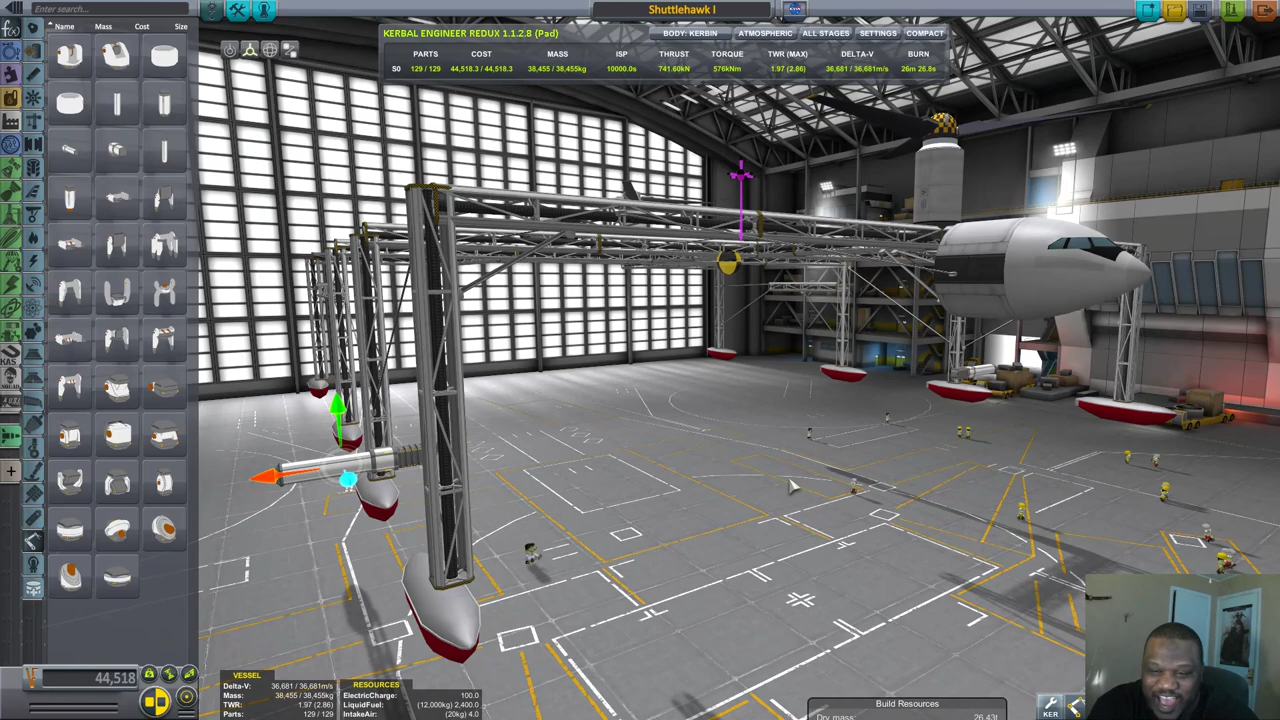 Enter search...
Shuttlehawk I
Name Mass Cost Size
KERBAL ENGINEER REDUX 1.1.2.8 (Pad)
BODY: KERBIN ATMOSPHERIC ALL STAGES SETTINGS COMPACT
PARTS COST MASS ISP THRUST TORQUE TWR (MAX) DELTA-V BURN
S0 129 / 129 44,518.3 / 44,518.3 38,455 / 38,455kg 10000.0s 741.60kN 576kNm 1.97 (2.86) 36,681 / 36,681m/s 26m 26.8s
f(x)
KAS
44,518
VESSEL
Delta-V: 36,681 / 36,681m/s
Mass: 38,455 / 38,455kg
TWR: 1.97 (2.86)
Parts: 129 / 129
RESOURCES
ElectricCharge: 100.0
LiquidFuel: (12,000kg) 2,400.0
IntakeAir: (20kg) 4.0
Build Resources
Dry mass: 26.43t
KER